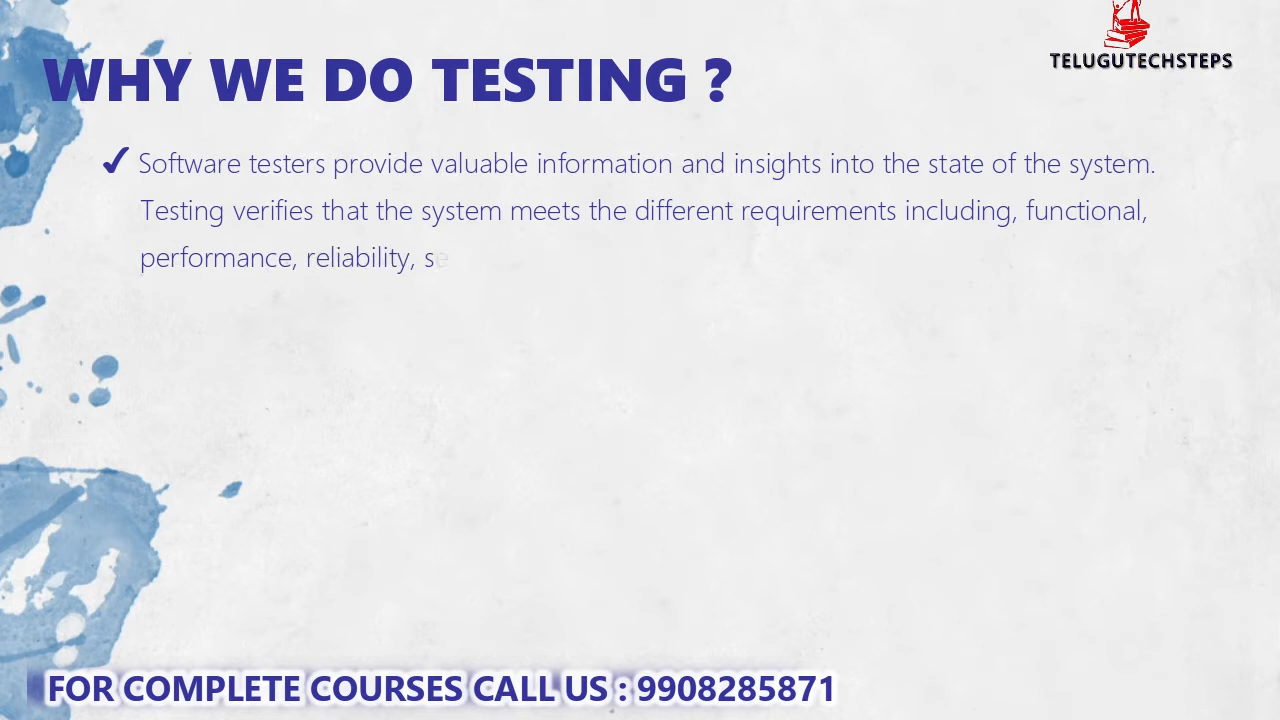 TELUGUTECHSTEPS
WHY WE DO TESTING ?
✓ Software testers provide valuable information and insights into the state of the system.
Testing verifies that the system meets the different requirements including, functional,
performance, reliability, se
FOR COMPLETE COURSES CALL US : 9908285871